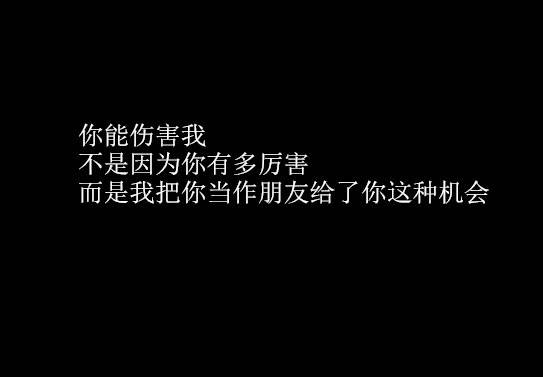 你能伤害我
不是因为你有多厉害
而是我把你当作朋友给了你这种机会